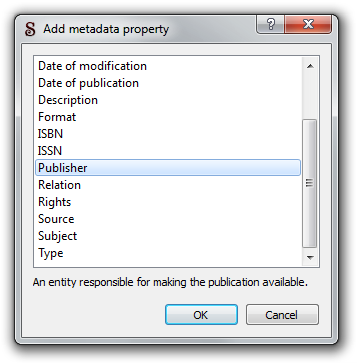 S Add metadata property ?
Date of modification
Date of publication
Description
Format
ISBN
ISSN
Publisher
Relation
Rights
Source
Subject
Type
An entity responsible for making the publication available.
OK Cancel